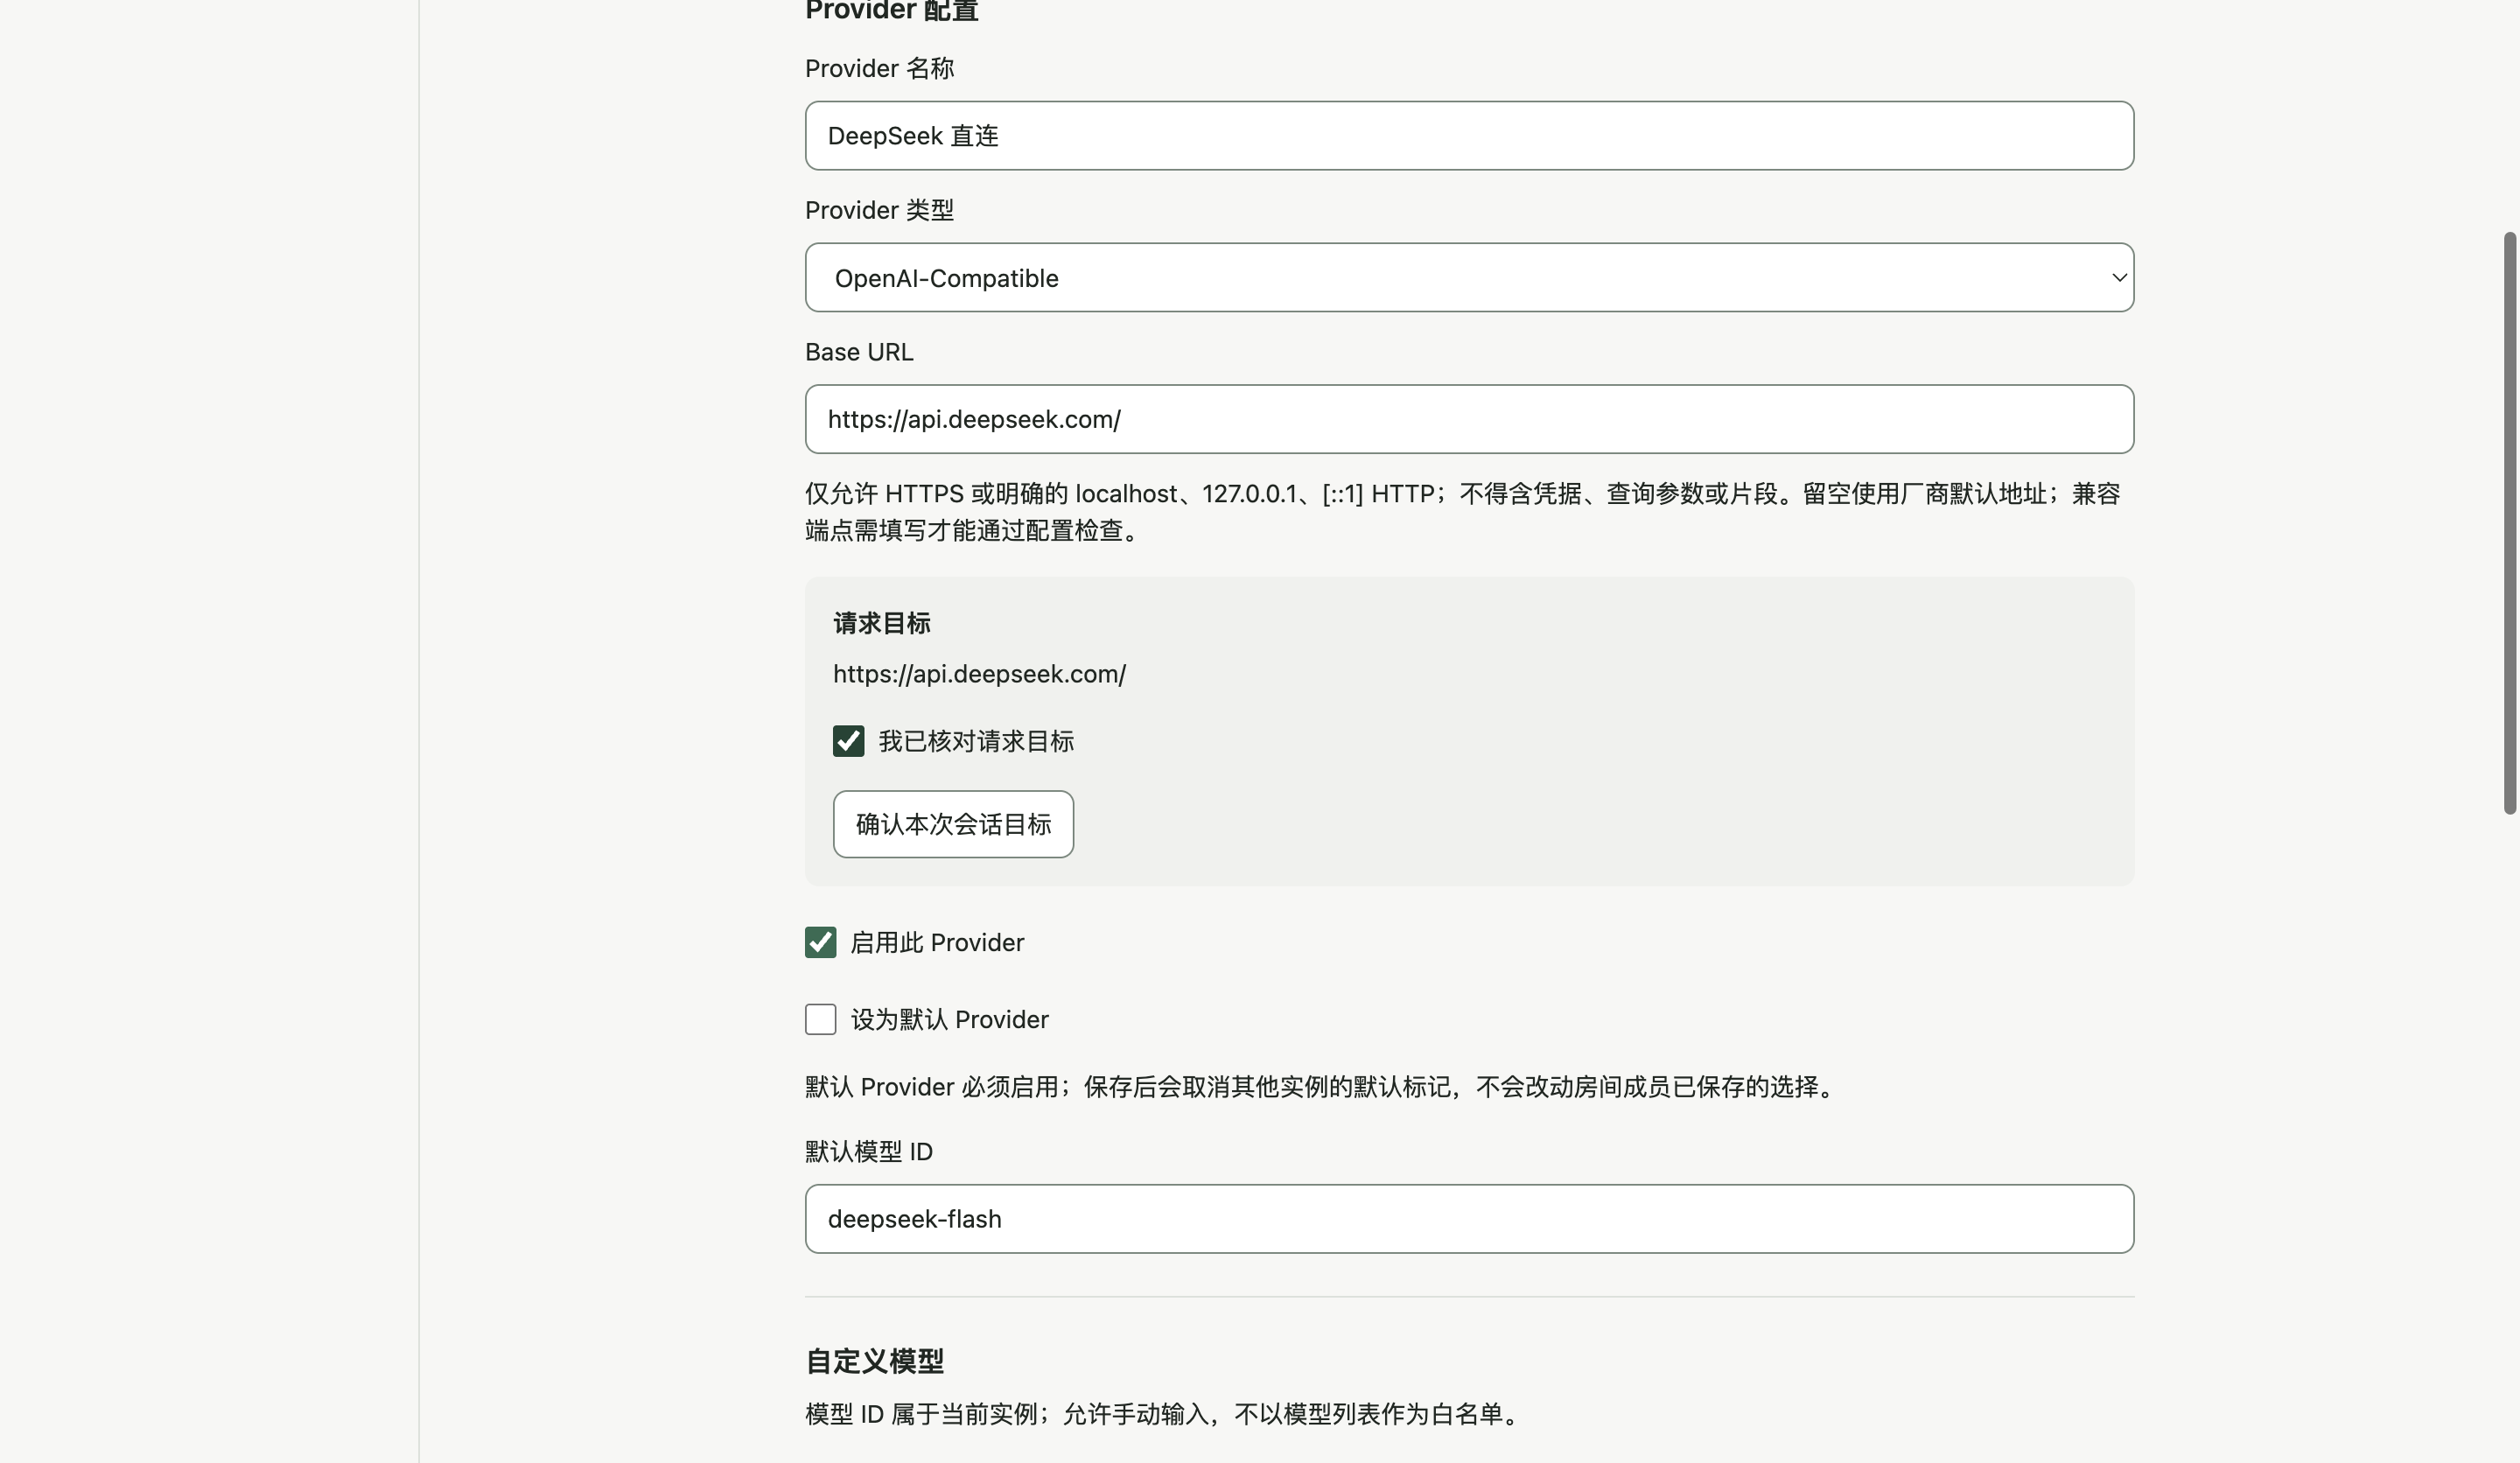 Provider 配置
Provider 名称
DeepSeek 直连
Provider 类型
OpenAI-Compatible
Base URL
https://api.deepseek.com/
仅允许 HTTPS 或明确的 localhost、127.0.0.1、[::1] HTTP；不得含凭据、查询参数或片段。留空使用厂商默认地址；兼容
端点需填写才能通过配置检查。
请求目标
https://api.deepseek.com/
我已核对请求目标
确认本次会话目标
启用此 Provider
设为默认 Provider
默认 Provider 必须启用；保存后会取消其他实例的默认标记，不会改动房间成员已保存的选择。
默认模型 ID
deepseek-flash
自定义模型
模型 ID 属于当前实例；允许手动输入，不以模型列表作为白名单。